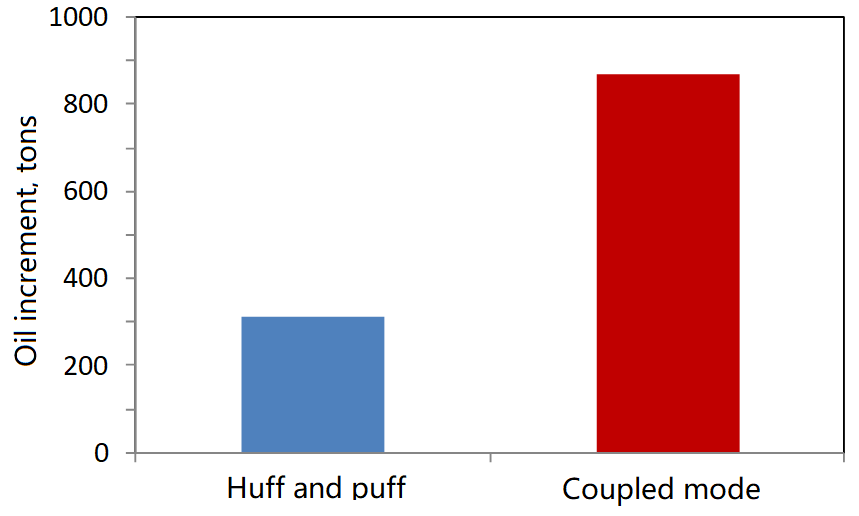 1000
800
600
400
200
0
Oil increment, tons
Huff and puff
Coupled mode